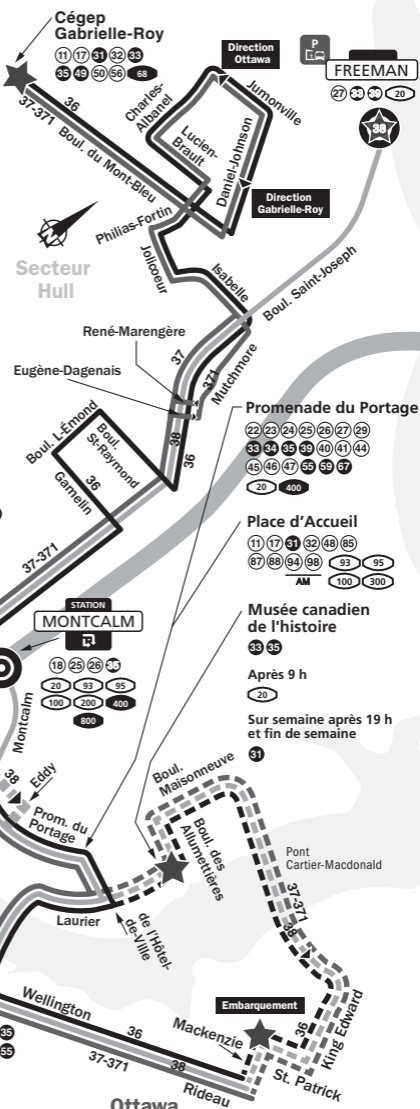 Cégep
Gabrielle-Roy
11 17 31 32 33
35 49 50 56 68
P
FREEMAN
27 38 39 20
38
Direction
Ottawa
Jumonville
Charles-
Albanel
Lucien-
Brault
Daniel-Johnson
36
37-371
Boul. du Mont-Bleu
Direction
Gabrielle-Roy
Philias-Fortin
Jolicoeur
N
Secteur
Hull
Isabelle
Boul. Saint-Joseph
René-Marengère
37
371
Mutchmore
Eugène-Dagenais
38
36
Boul. L-Émond
Boul.
St-Raymond
36
Gamelin
37-371
Promenade du Portage
22 23 24 25 26 27 29
33 34 35 39 40 41 44
45 46 47 55 59 67
20 400
Place d'Accueil
11 17 31 32 48 85
87 88 94 98 93 95
AM 100 300
STATION
MONTCALM
18 25 26 35
20 93 95
100 200 400
800
Musée canadien
de l'histoire
33 35
Après 9 h
20
Sur semaine après 19 h
et fin de semaine
31
Montcalm
38
Eddy
Prom. du
Portage
Boul.
Maisonneuve
Boul. des
Allumettières
Pont
Cartier-Macdonald
37-371
38
Laurier
de l'Hôtel-
de-Ville
Wellington
36
Embarquement
Mackenzie
36
King Edward
35
55
37-371
38
St. Patrick
Rideau
Ottawa